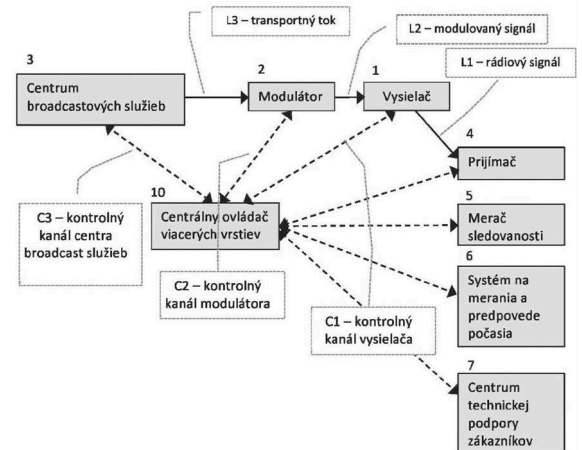 L3 – transportný tok
L2 – modulovaný signál
L1 – rádiový signál
3
Centrum
broadcastových služieb
2
Modulátor
1
Vysielač
4
Prijímač
10
Centrálny ovládač
viacerých vrstiev
5
Merač
sledovanosti
6
Systém na
merania a
predpovede
počasia
C3 – kontrolný
kanál centra
broadcast služieb
C2 – kontrolný
kanál modulátora
C1 – kontrolný
kanál vysielača
7
Centrum
technickej
podpory
zákazníkov